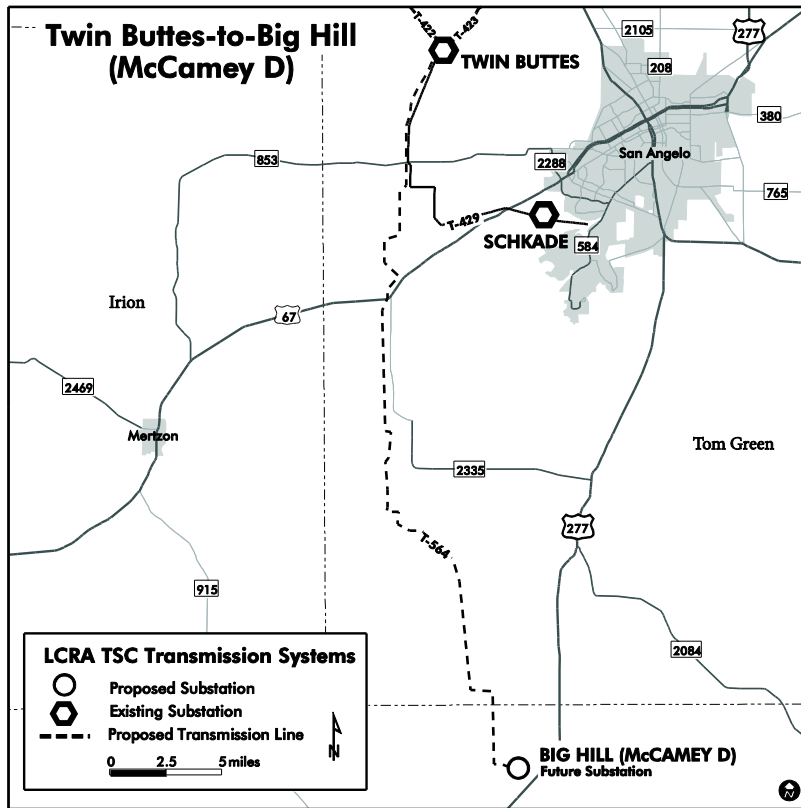 Twin Buttes-to-Big Hill
(McCamey D)
T-422
T-423
TWIN BUTTES
2105
277
208
380
853
2288
San Angelo
765
T-429
SCHKADE
584
Irion
67
2469
Mertzon
Tom Green
2335
277
T-564
915
2084
LCRA TSC Transmission Systems
Proposed Substation
Existing Substation
Proposed Transmission Line
N
0 2.5 5 miles
BIG HILL (McCAMEY D)
Future Substation
N